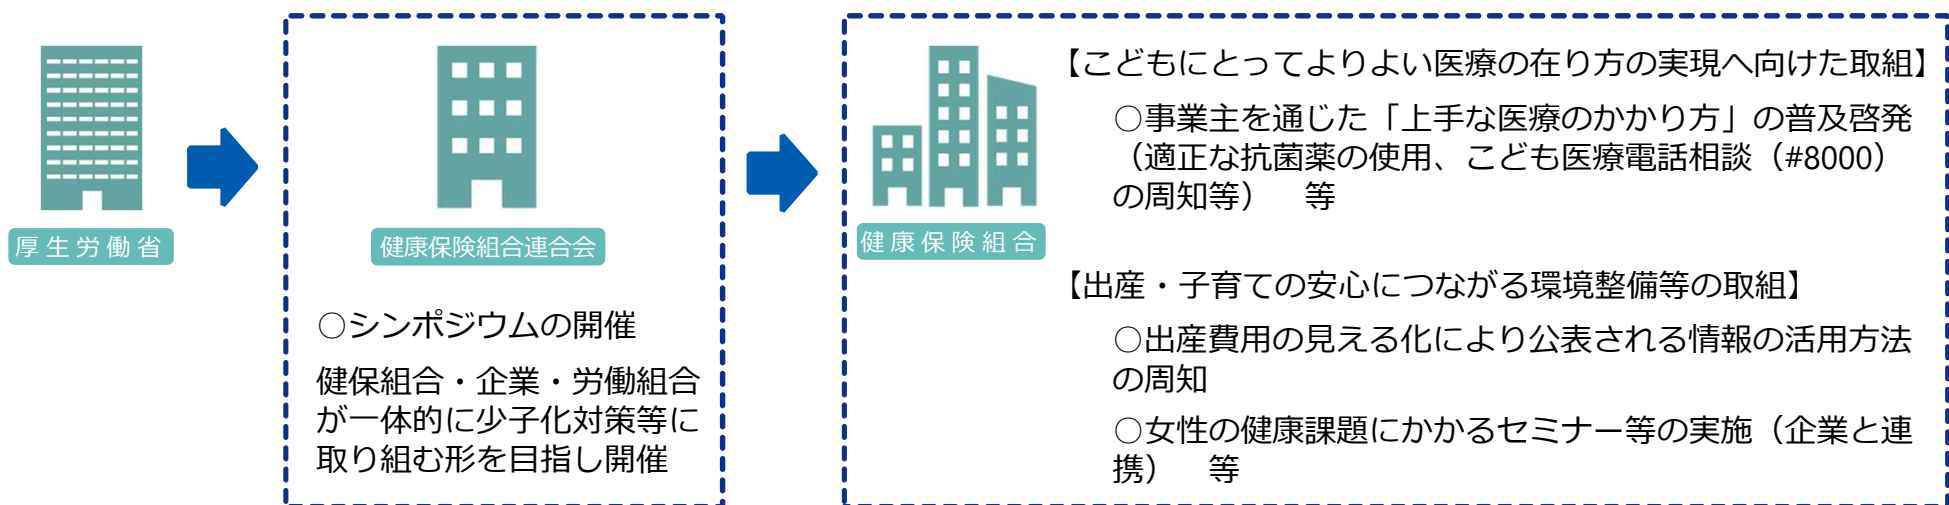 厚生労働省
健康保険組合連合会
○シンポジウムの開催
健保組合・企業・労働組合
が一体的に少子化対策等に
取り組む形を目指し開催
健康保険組合
【こどもにとってよりよい医療の在り方の実現へ向けた取組】
○事業主を通じた「上手な医療のかかり方」の普及啓発
（適正な抗菌薬の使用、こども医療電話相談（#8000）
の周知等）　等
【出産・子育ての安心につながる環境整備等の取組】
○出産費用の見える化により公表される情報の活用方法
の周知
○女性の健康課題にかかるセミナー等の実施（企業と連
携）　等